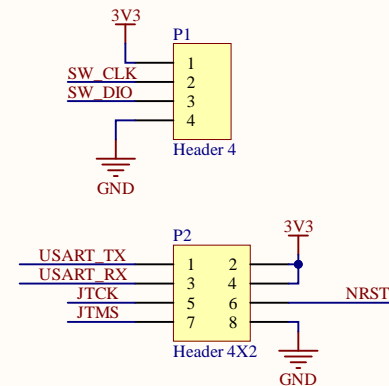 3V3
P1
1
SW_CLK 2
SW_DIO 3
4
Header 4
GND
P2
3V3
USART_TX 1 2
USART_RX 3 4
JTCK 5 6 NRST
JTMS 7 8
Header 4X2
GND